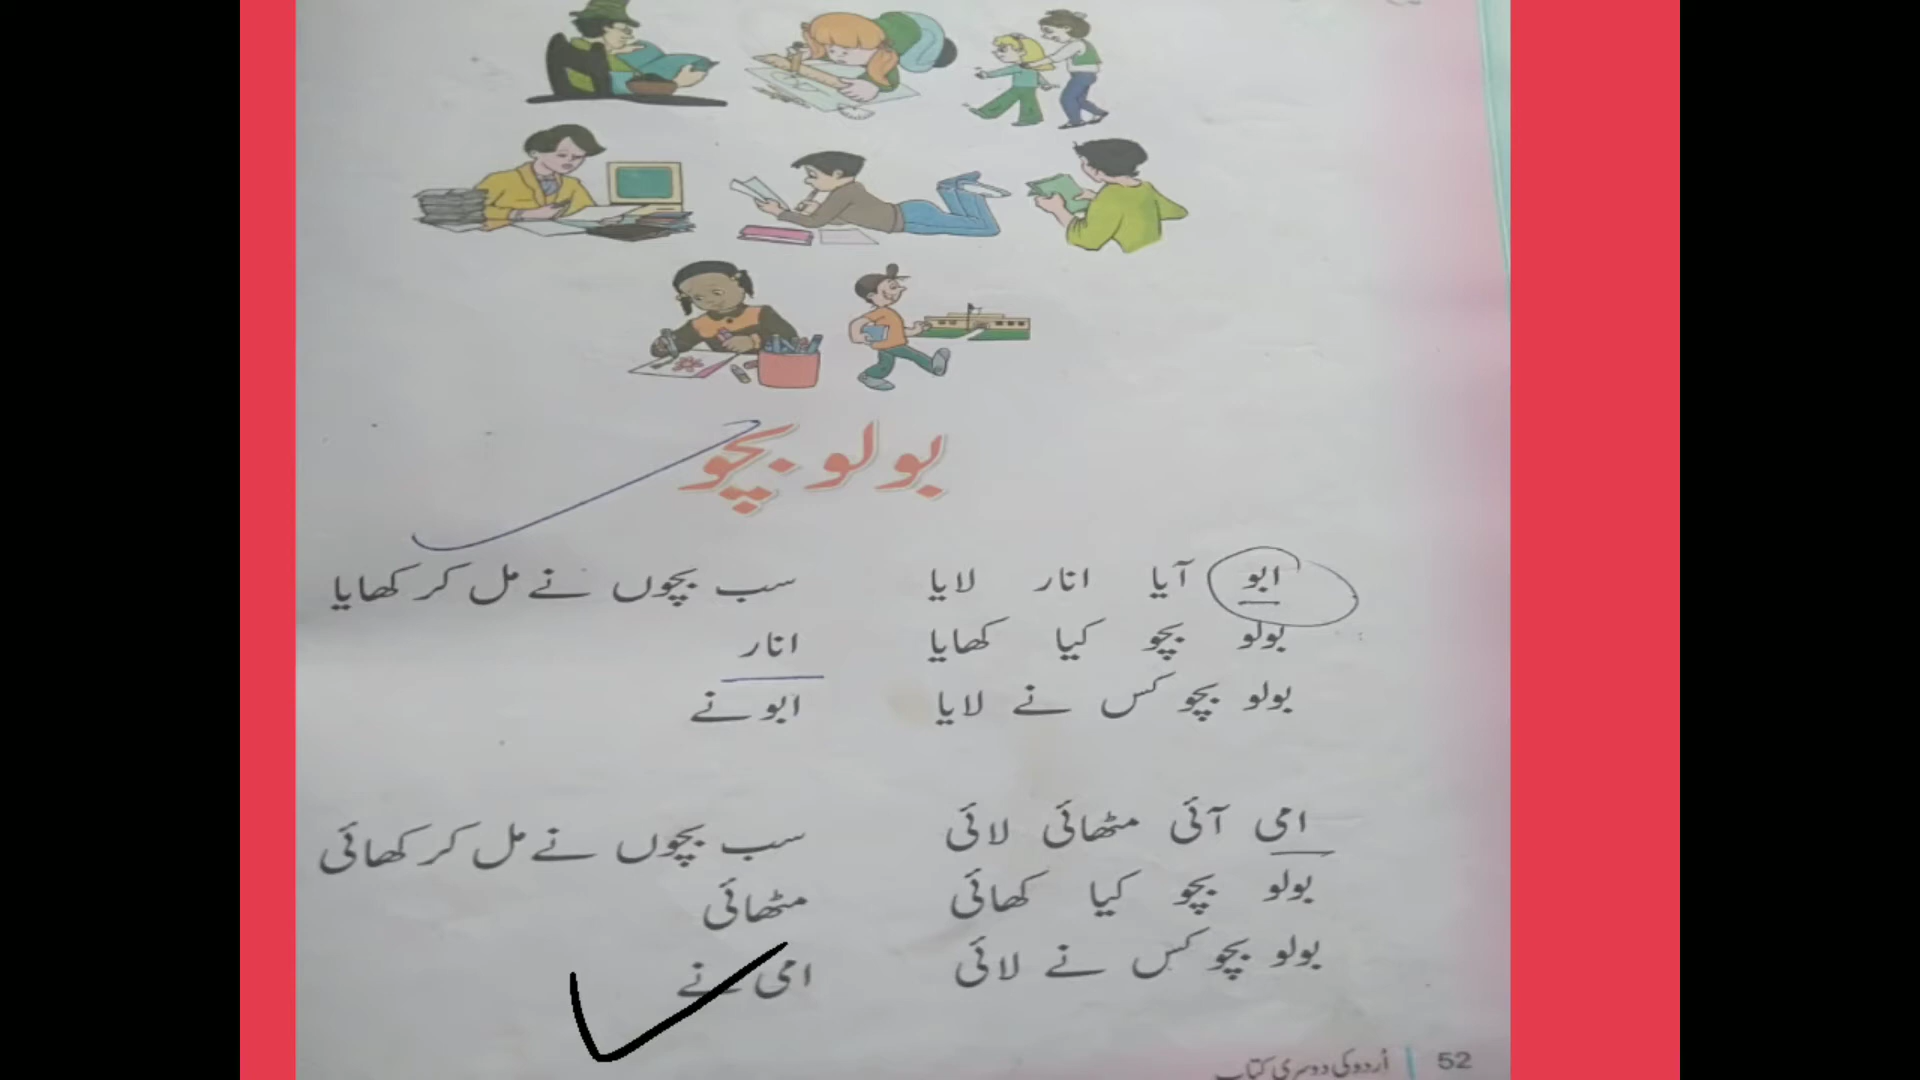 بولو بچو
ابو آیا انار لایا سب بچوں نے مل کر کھایا
بولو بچو کیا کھایا انار
بولو بچو کس نے لایا ابو نے
امی آئی مٹھائی لائی سب بچوں نے مل کر کھائی
بولو بچو کیا کھائی مٹھائی
بولو بچو کس نے لائی امی نے
52 | اُردو کی دوسری کتاب